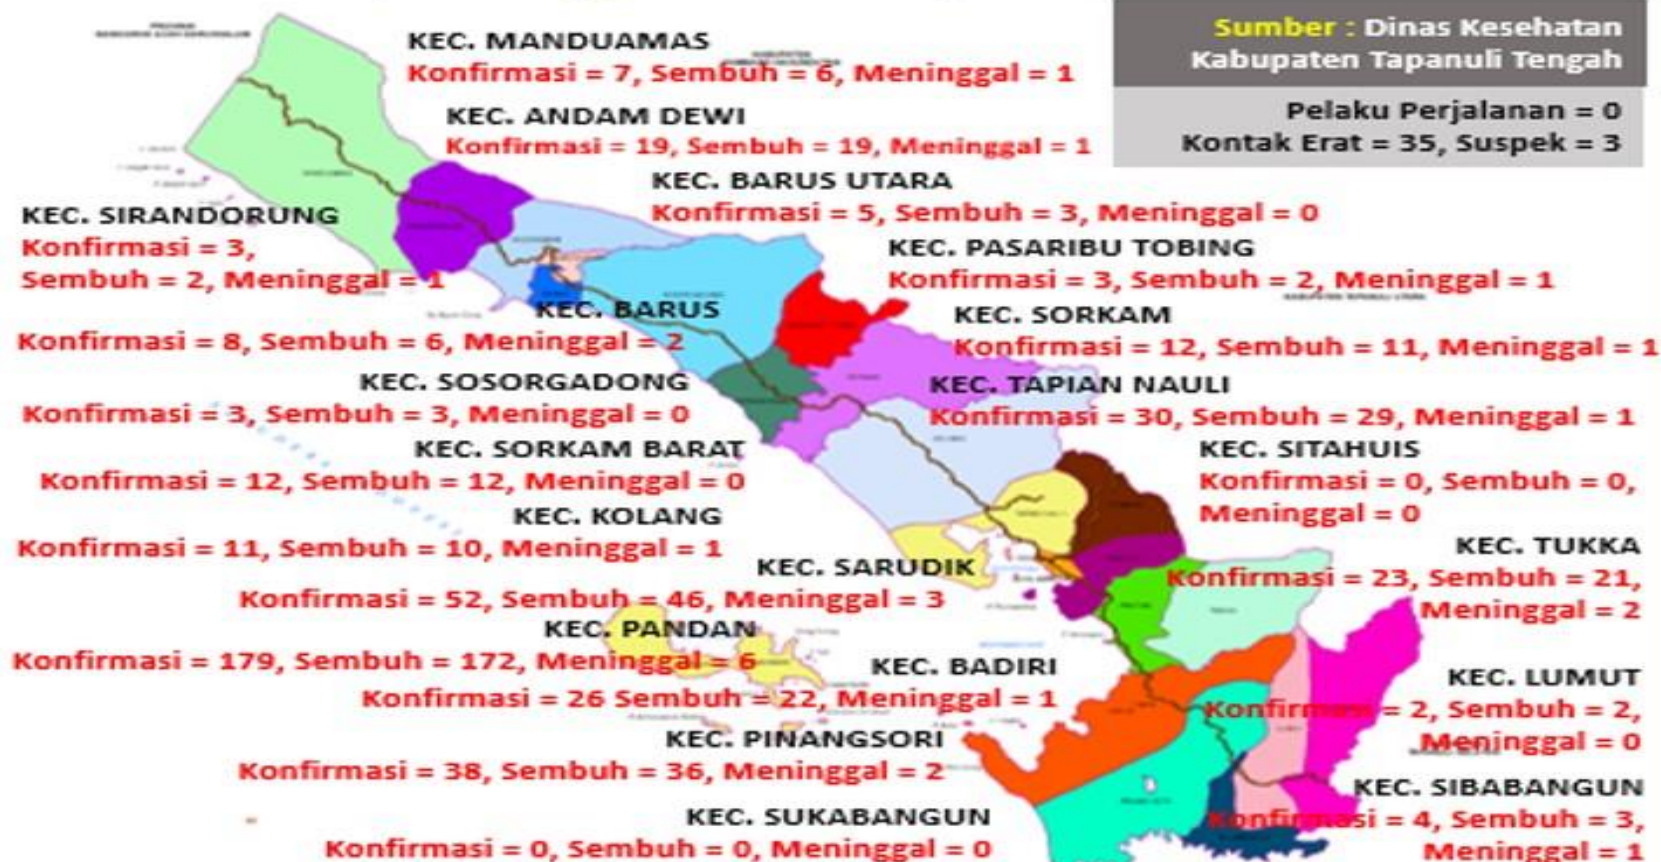 Sumber : Dinas Kesehatan
Kabupaten Tapanuli Tengah
Pelaku Perjalanan = 0
Kontak Erat = 35, Suspek = 3
KEC. MANDUAMAS
Konfirmasi = 7, Sembuh = 6, Meninggal = 1
KEC. ANDAM DEWI
Konfirmasi = 19, Sembuh = 19, Meninggal = 1
KEC. BARUS UTARA
Konfirmasi = 5, Sembuh = 3, Meninggal = 0
KEC. SIRANDORUNG
Konfirmasi = 3,
Sembuh = 2, Meninggal = 1
KEC. PASARIBU TOBING
Konfirmasi = 3, Sembuh = 2, Meninggal = 1
KEC. BARUS
Konfirmasi = 8, Sembuh = 6, Meninggal = 2
KEC. SORKAM
Konfirmasi = 12, Sembuh = 11, Meninggal = 1
KEC. SOSORGADONG
Konfirmasi = 3, Sembuh = 3, Meninggal = 0
KEC. TAPIAN NAULI
Konfirmasi = 30, Sembuh = 29, Meninggal = 1
KEC. SORKAM BARAT
Konfirmasi = 12, Sembuh = 12, Meninggal = 0
KEC. SITAHUIS
Konfirmasi = 0, Sembuh = 0,
Meninggal = 0
KEC. KOLANG
Konfirmasi = 11, Sembuh = 10, Meninggal = 1
KEC. TUKKA
Konfirmasi = 23, Sembuh = 21,
Meninggal = 2
KEC. SARUDIK
Konfirmasi = 52, Sembuh = 46, Meninggal = 3
KEC. PANDAN
Konfirmasi = 179, Sembuh = 172, Meninggal = 6
KEC. BADIRI
Konfirmasi = 26 Sembuh = 22, Meninggal = 1
KEC. LUMUT
Konfirmasi = 2, Sembuh = 2,
Meninggal = 0
KEC. PINANGSORI
Konfirmasi = 38, Sembuh = 36, Meninggal = 2
KEC. SIBABANGUN
Konfirmasi = 4, Sembuh = 3,
Meninggal = 1
KEC. SUKABANGUN
Konfirmasi = 0, Sembuh = 0, Meninggal = 0